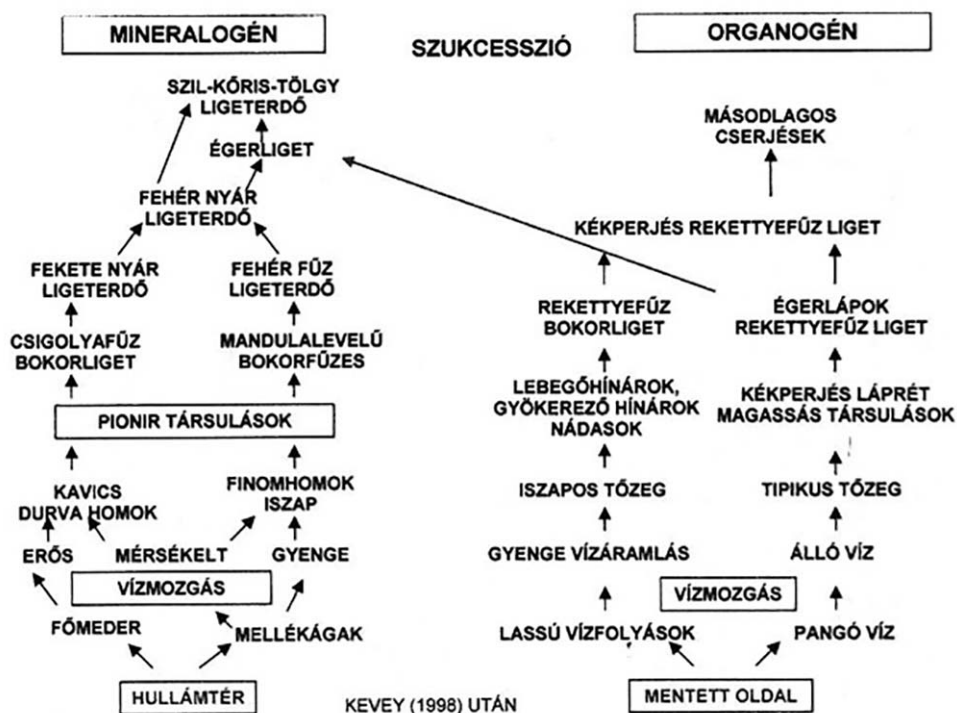 MINERALOGÉN
SZUKCESSZIÓ
ORGANOGÉN
SZIL-KŐRIS-TÖLGY
LIGETERDŐ
ÉGERLIGET
FEHÉR NYÁR
LIGETERDŐ
FEKETE NYÁR
LIGETERDŐ
FEHÉR FŰZ
LIGETERDŐ
CSIGOLYAFŰZ
BOKORLIGET
MANDULALEVELŰ
BOKORFŰZES
PIONIR TÁRSULÁSOK
KAVICS
DURVA HOMOK
FINOMHOMOK
ISZAP
ERŐS
MÉRSÉKELT
GYENGE
VÍZMOZGÁS
FŐMEDER
MELLÉKÁGAK
HULLÁMTÉR
MÁSODLAGOS
CSERJÉSEK
KÉKPERJÉS REKETTYEFŰZ LIGET
REKETTYEFŰZ
BOKORLIGET
ÉGERLÁPOK
REKETTYEFŰZ LIGET
LEBEGŐHÍNÁROK,
GYÖKEREZŐ HÍNÁROK
NÁDASOK
KÉKPERJÉS LÁPRÉT
MAGASSÁS TÁRSULÁSOK
ISZAPOS TŐZEG
TIPIKUS TŐZEG
GYENGE VÍZÁRAMLÁS
ÁLLÓ VÍZ
VÍZMOZGÁS
LASSÚ VÍZFOLYÁSOK
PANGÓ VÍZ
MENTETT OLDAL
KEVEY (1998) UTÁN